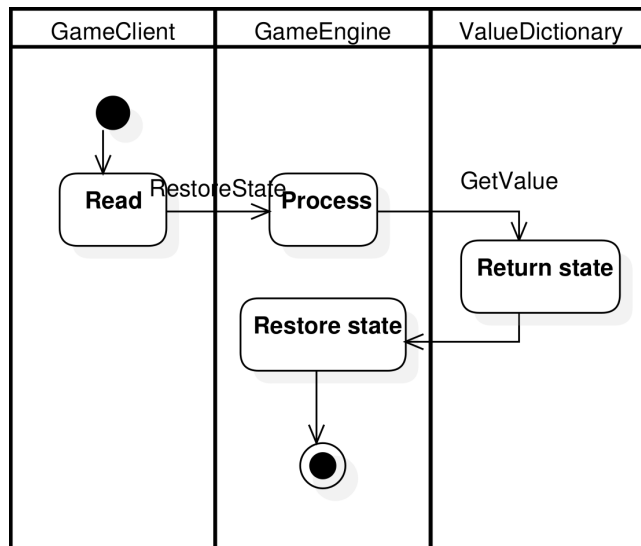 GameClient
GameEngine
ValueDictionary
Read
RestoreState
Process
GetValue
Return state
Restore state